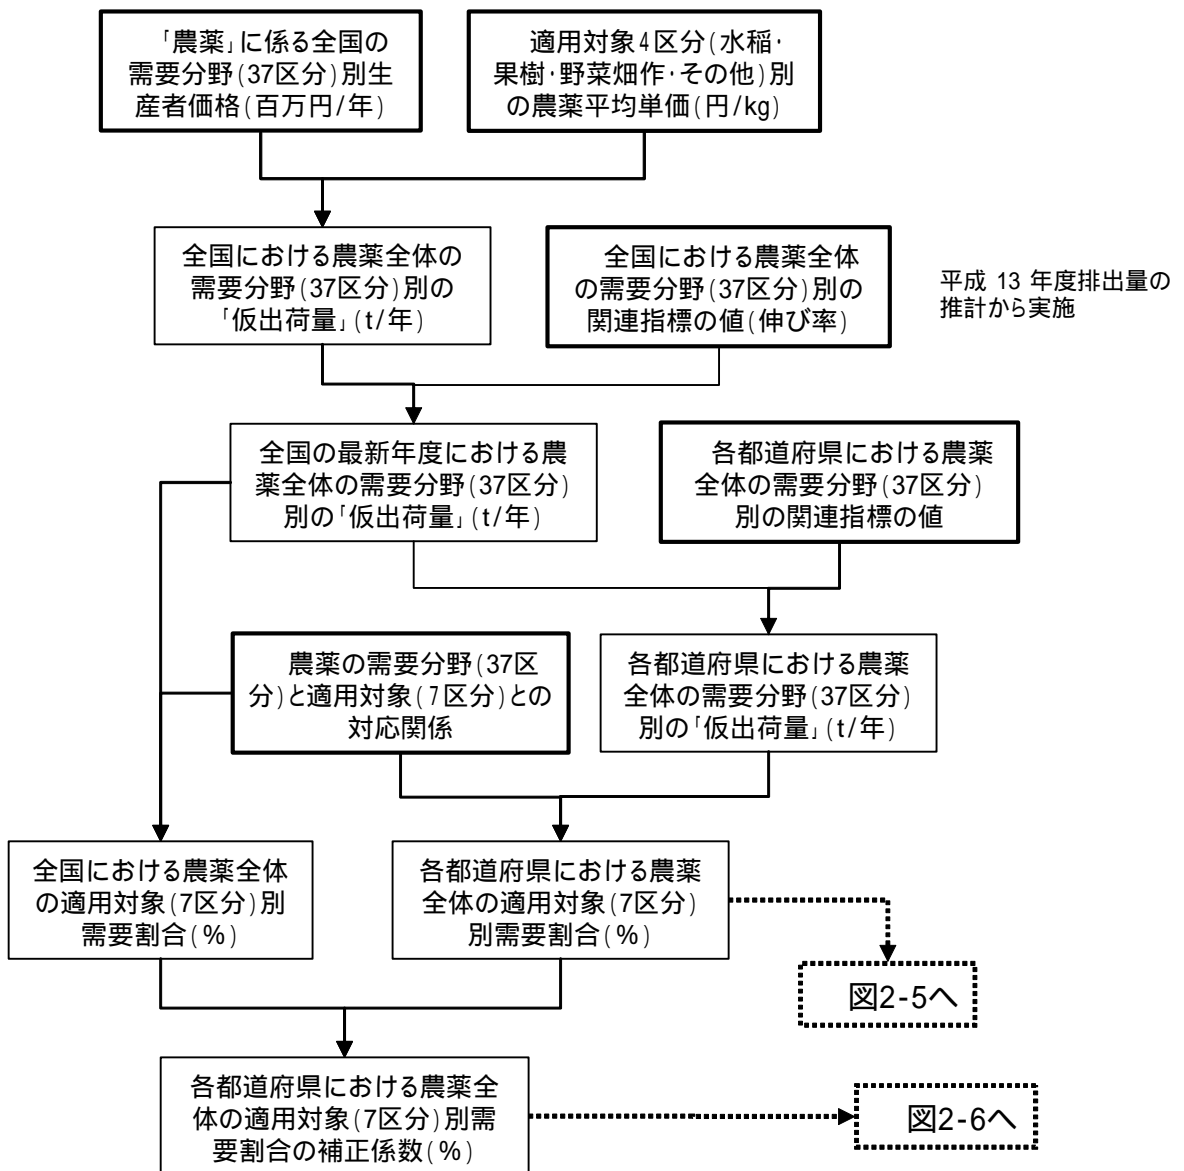 「農薬」に係る全国の
需要分野(37区分)別生
産者価格(百万円/年)
適用対象4区分(水稲・
果樹・野菜畑作・その他)別
の農薬平均単価(円/kg)
全国における農薬全体の
需要分野(37区分)別の
「仮出荷量」(t/年)
全国における農薬全体
の需要分野(37区分)別の
関連指標の値(伸び率)
平成 13 年度排出量の
推計から実施
全国の最新年度における農
薬全体の需要分野(37区分)
別の「仮出荷量」(t/年)
各都道府県における農薬
全体の需要分野(37区分)
別の関連指標の値
農薬の需要分野(37区
分)と適用対象(7区分)との
対応関係
各都道府県における農薬
全体の需要分野(37区分)
別の「仮出荷量」(t/年)
全国における農薬全体
の適用対象(7区分)別
需要割合(%)
各都道府県における農薬
全体の適用対象(7区分)
別需要割合(%)
図2-5へ
各都道府県における農薬全
体の適用対象(7区分)別需
要割合の補正係数(%)
図2-6へ